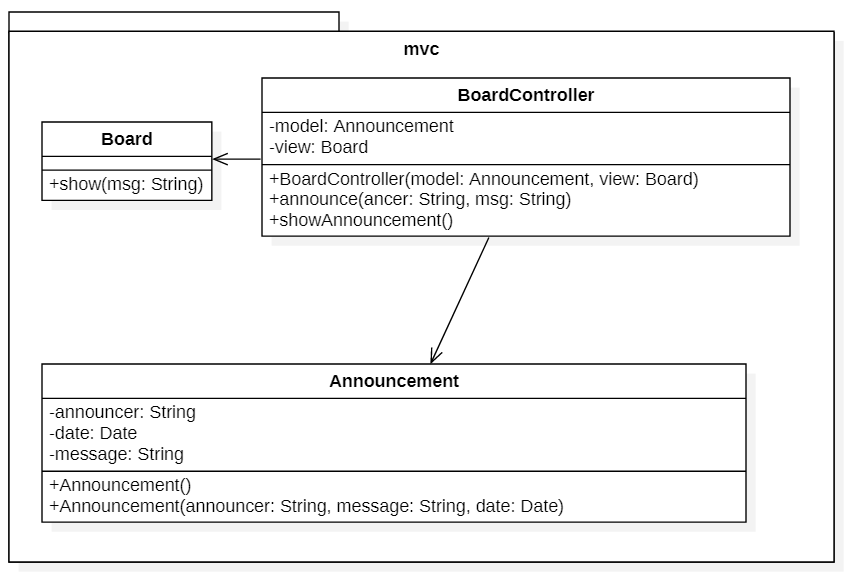 mvc
BoardController
-model: Announcement
-view: Board
+BoardController(model: Announcement, view: Board)
+announce(ancer: String, msg: String)
+showAnnouncement()
Board
+show(msg: String)
Announcement
-announcer: String
-date: Date
-message: String
+Announcement()
+Announcement(announcer: String, message: String, date: Date)